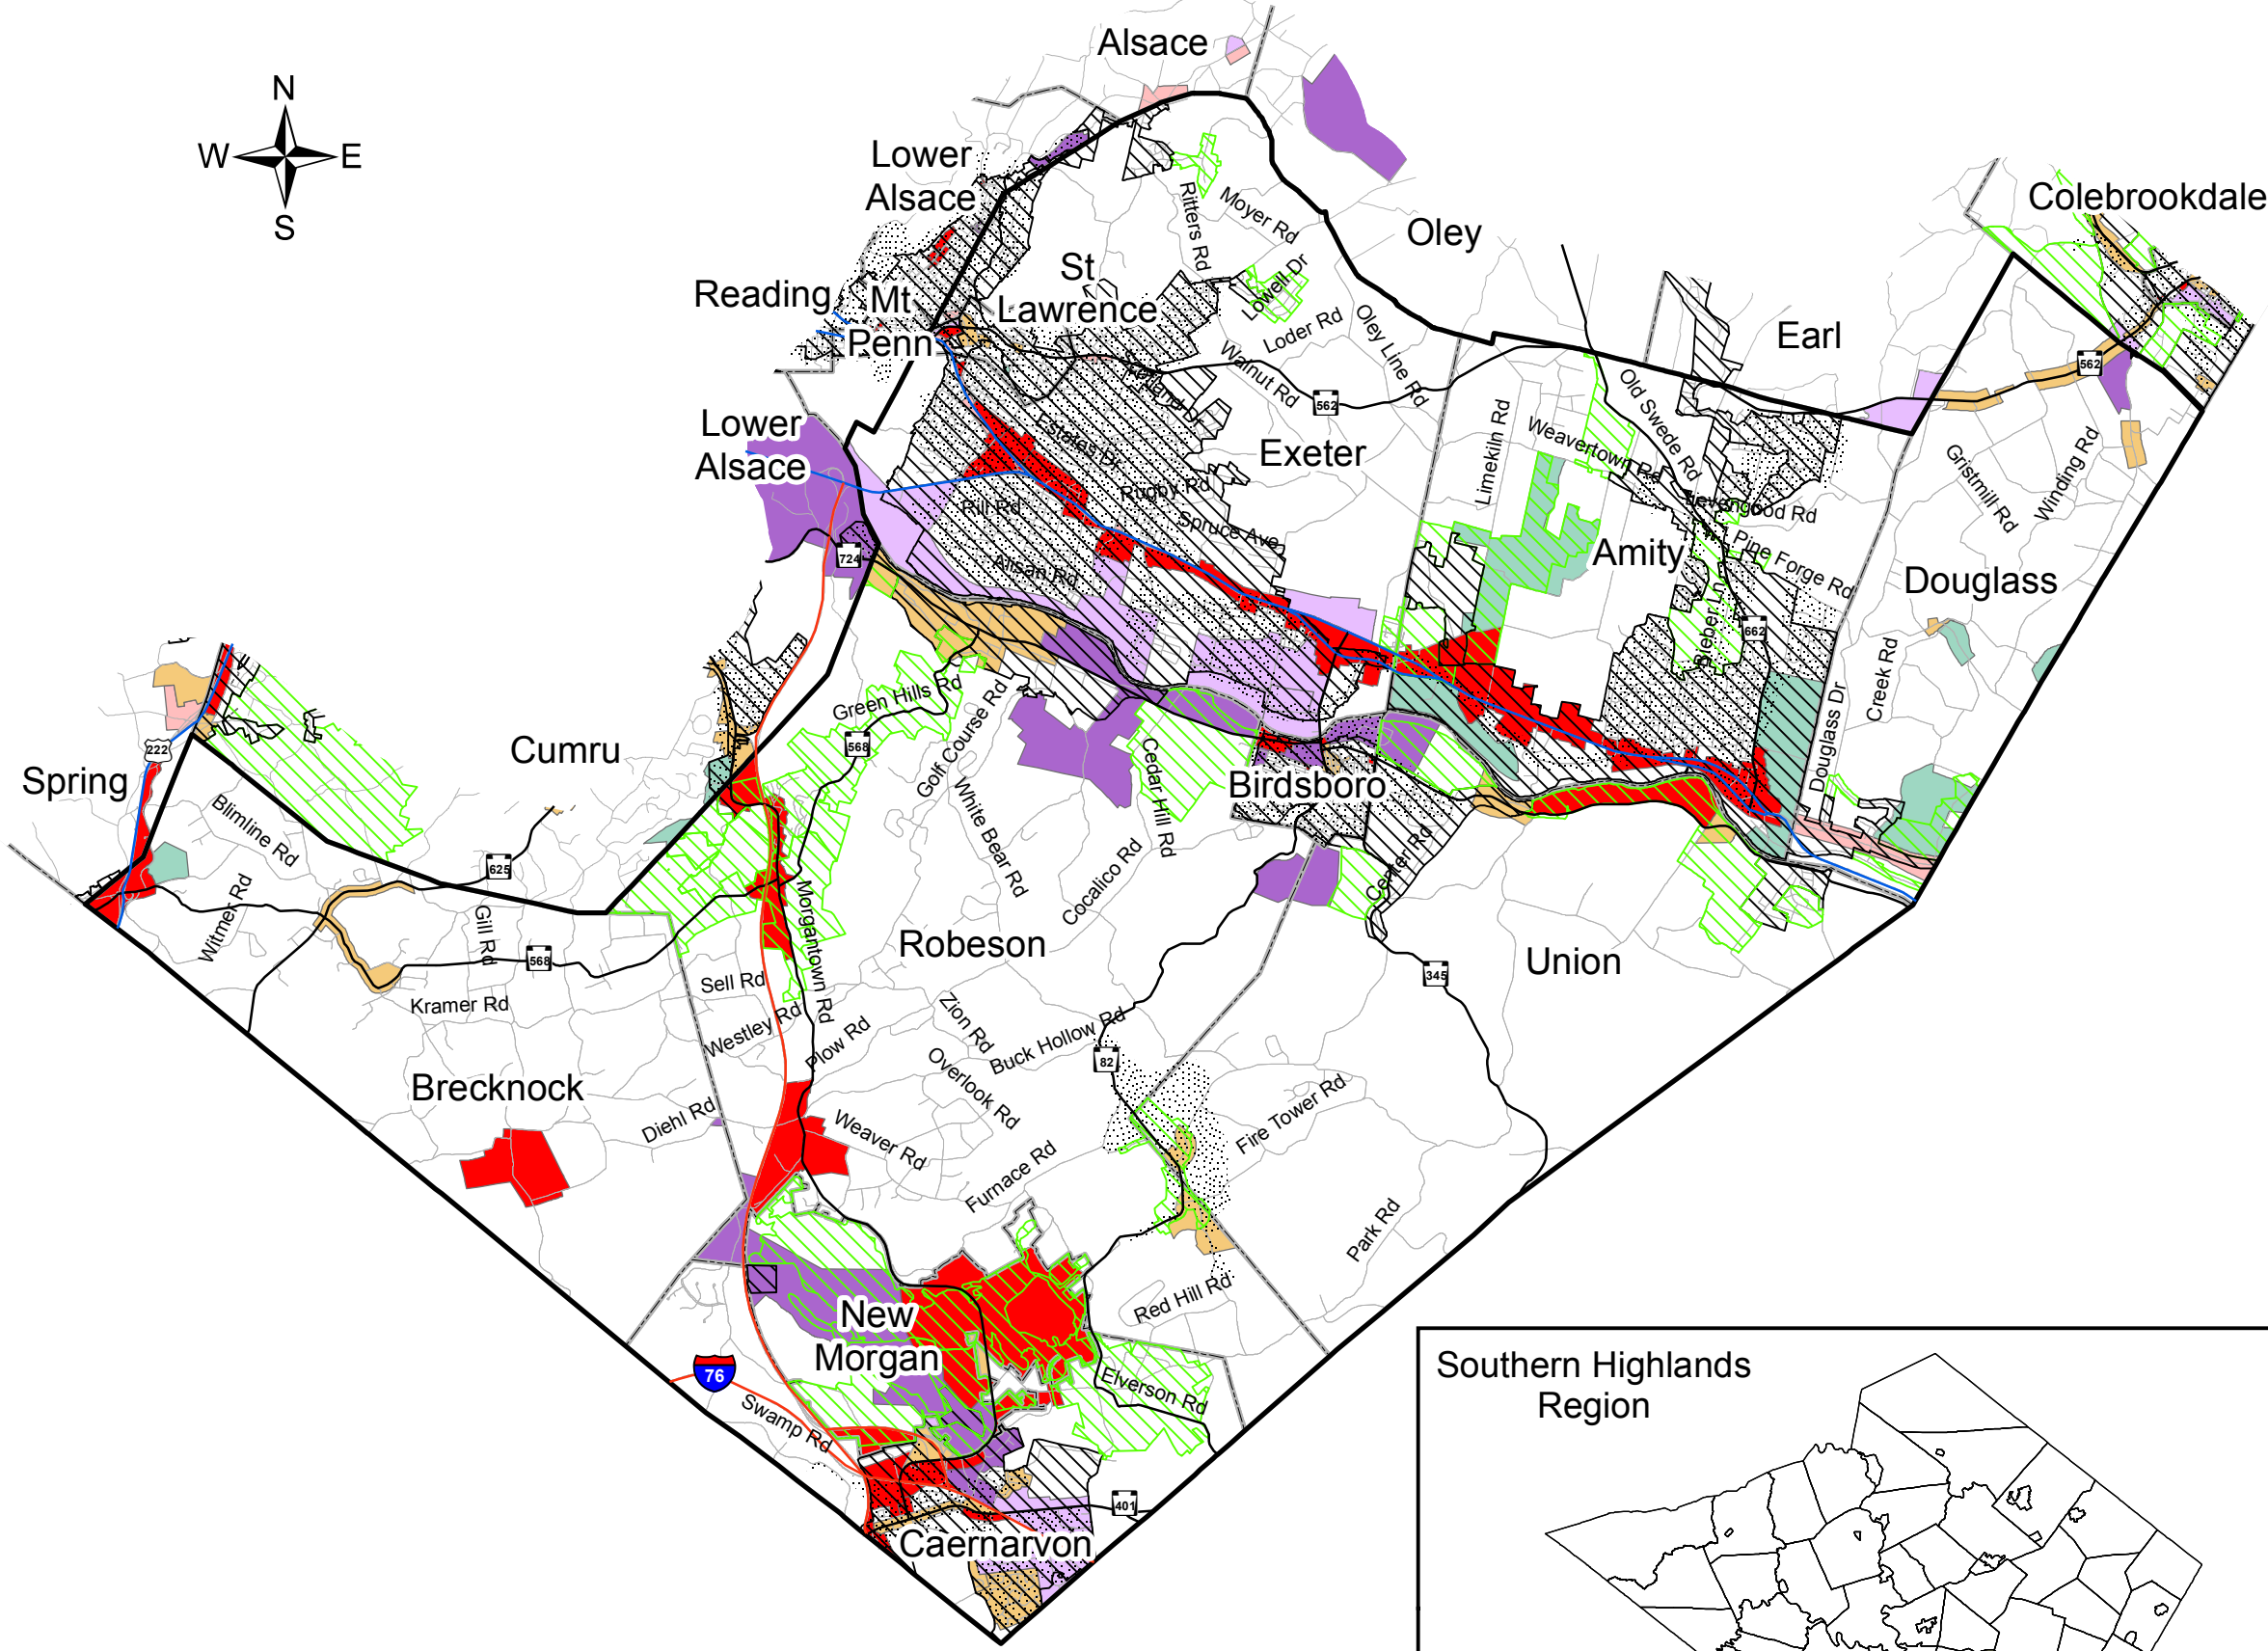 Alsace
N
W E
S
Lower
Alsace
Colebrookdale
Ritters Rd
Moyer Rd
Oley
St
Lawrence
Reading
Mt
Penn
Lowell Dr
Loder Rd
Oley Line Rd
Earl
Walnut Rd
562
562
Old Swede Rd
Lower
Alsace
Estates Dr
Exeter
Limekiln Rd
Weavertown Rd
Gristmill Rd
Winding Rd
Rugby Rd
Rill Rd
Spruce Ave
724
Alisan Rd
Amity
Pine Forge Rd
Douglass
662
Weiber Ln
Green Hills Rd
Golf Course Rd
568
Creek Rd
Douglass Dr
222
Cumru
Spring
Cedar Hill Rd
Birdsboro
White Bear Rd
Blimline Rd
625
Center Rd
Cocalico Rd
Witmer Rd
Gill Rd
Morgantown Rd
Robeson
568
Union
345
Sell Rd
Kramer Rd
Westley Rd
Plow Rd
Zion Rd
Buck Hollow Rd
82
Overlook Rd
Brecknock
Diehl Rd
Weaver Rd
Fire Tower Rd
Furnace Rd
Park Rd
Red Hill Rd
New
Morgan
76
Swamp Rd
Elverson Rd
401
Caernarvon
Southern Highlands
Region